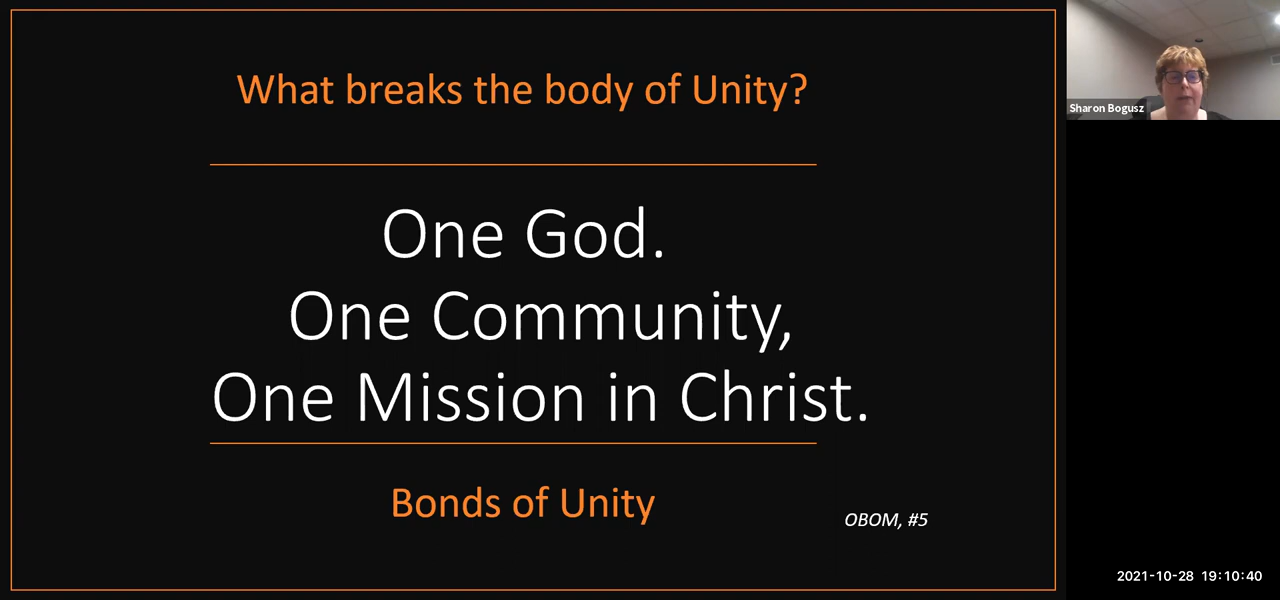 What breaks the body of Unity?
One God.
One Community,
One Mission in Christ.
Bonds of Unity
OBOM, #5
Sharon Bogusz
2021-10-28 19:10:40